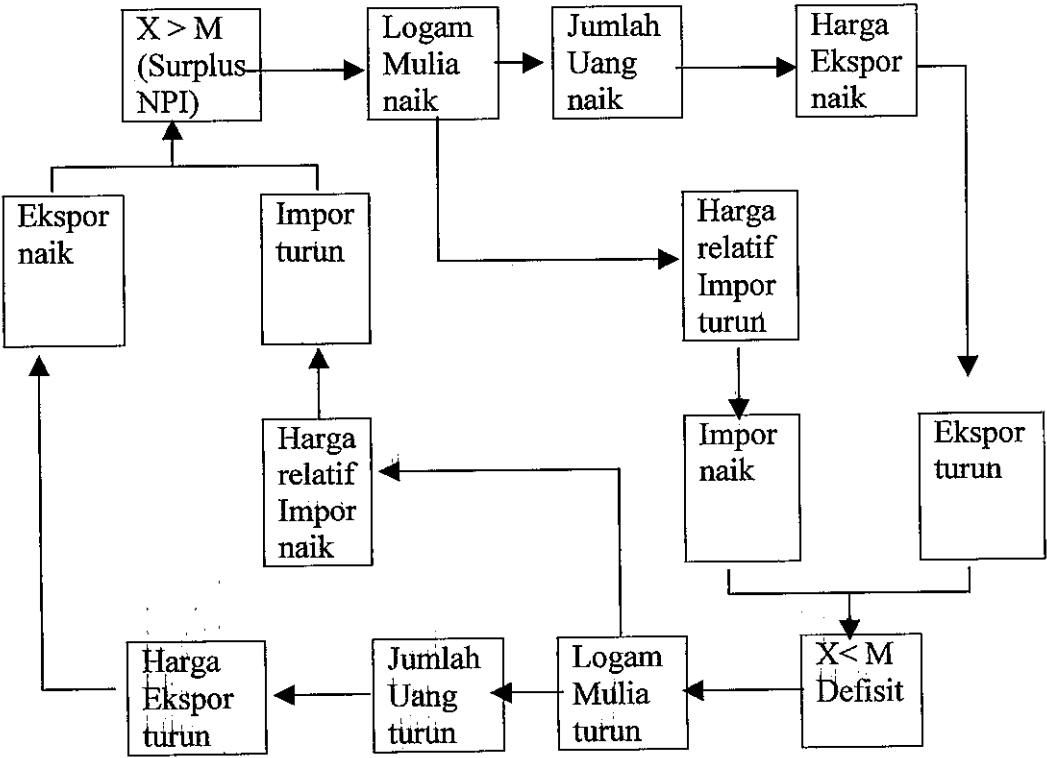 X > M
(Surplus
NPI)
Logam
Mulia
naik
Jumlah
Uang
naik
Harga
Ekspor
naik
Ekspor
naik
Impor
turun
Harga
relatif
Impor
turun
Harga
relatif
Impor
naik
Impor
naik
Ekspor
turun
Harga
Ekspor
turun
Jumlah
Uang
turun
Logam
Mulia
turun
X< M
Defisit